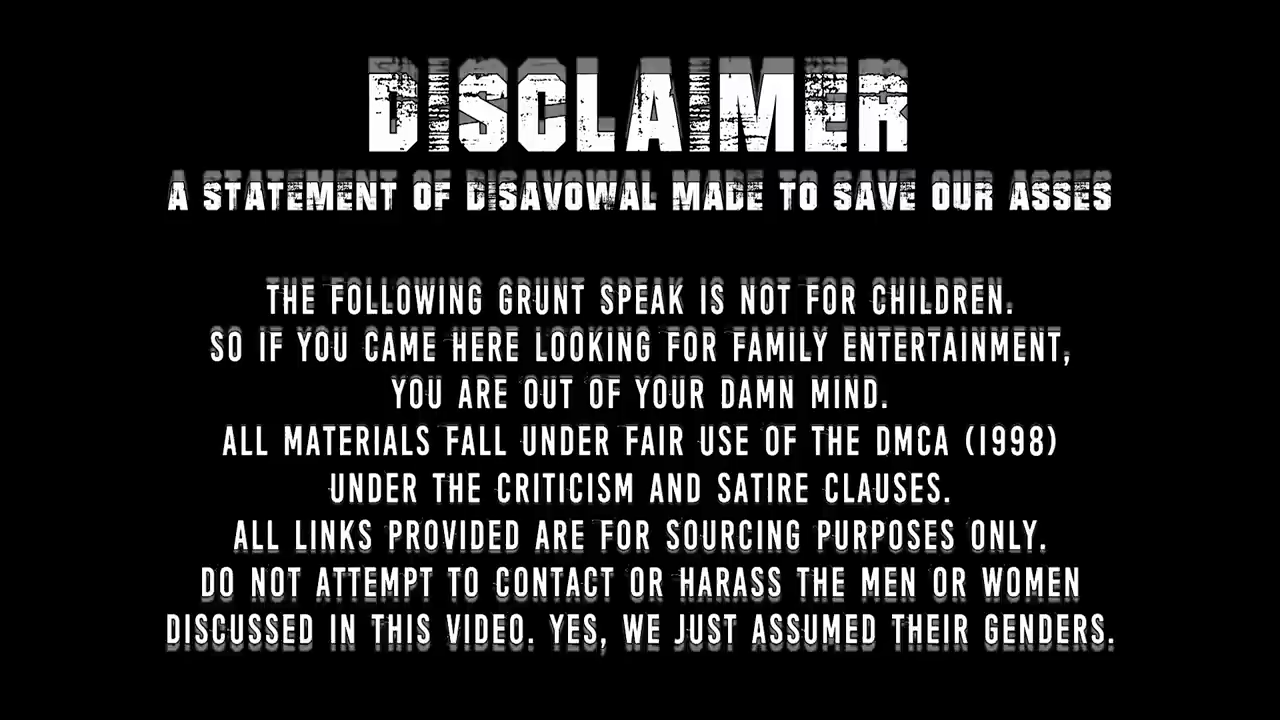 DISCLAIMER
A STATEMENT OF DISAVOWAL MADE TO SAVE OUR ASSES
THE FOLLOWING GRUNT SPEAK IS NOT FOR CHILDREN.
SO IF YOU CAME HERE LOOKING FOR FAMILY ENTERTAINMENT,
YOU ARE OUT OF YOUR DAMN MIND.
ALL MATERIALS FALL UNDER FAIR USE OF THE DMCA (1998)
UNDER THE CRITICISM AND SATIRE CLAUSES.
ALL LINKS PROVIDED ARE FOR SOURCING PURPOSES ONLY.
DO NOT ATTEMPT TO CONTACT OR HARASS THE MEN OR WOMEN
DISCUSSED IN THIS VIDEO. YES, WE JUST ASSUMED THEIR GENDERS.